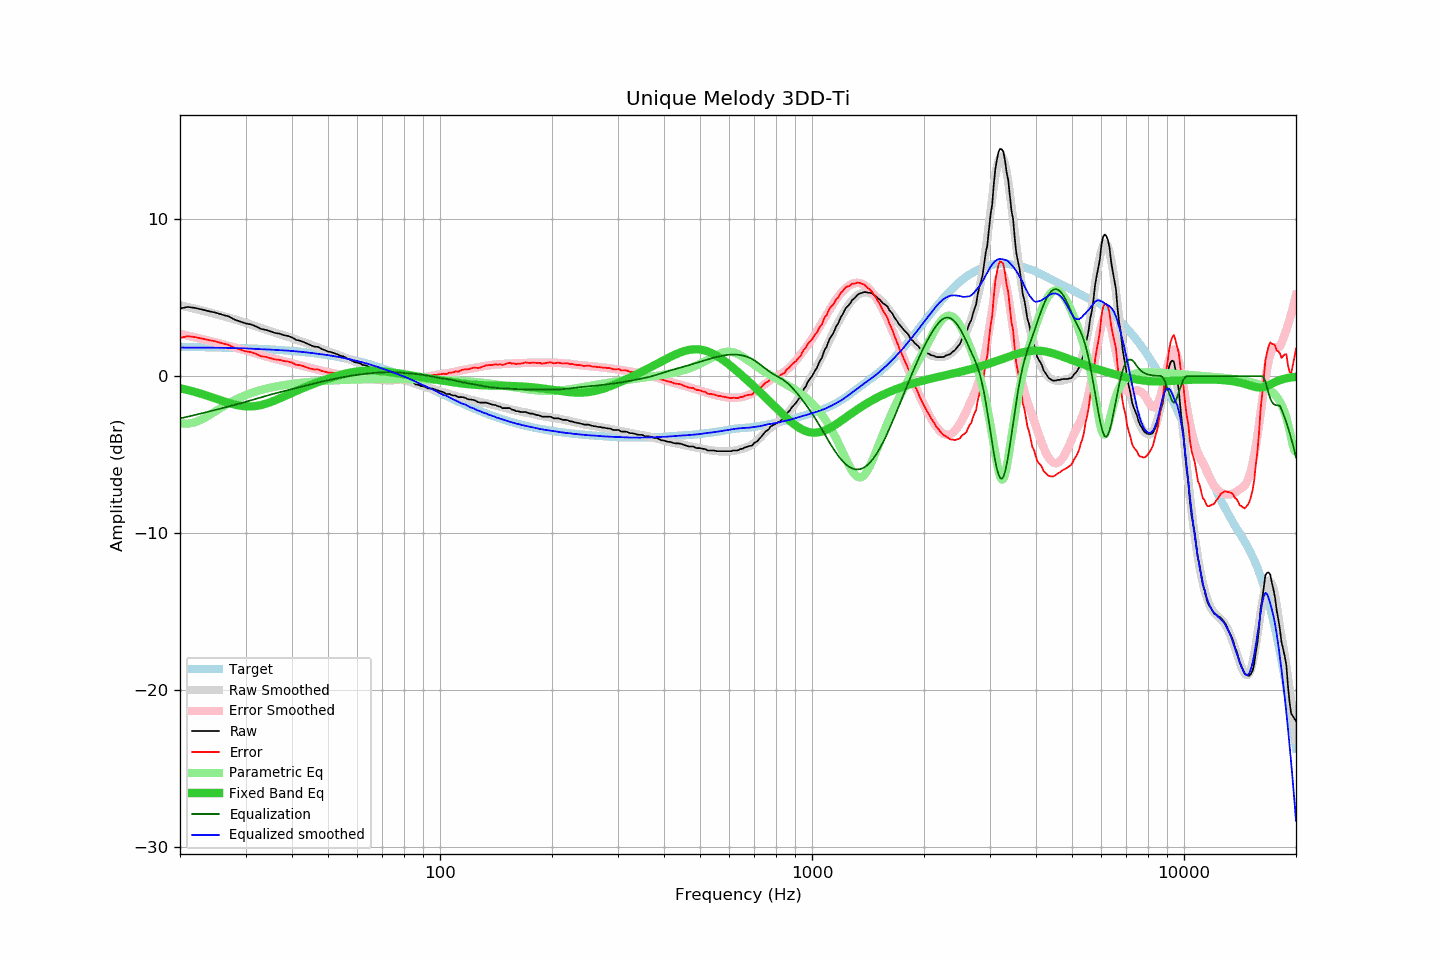 Unique Melody 3DD-Ti
Amplitude (dBr)
10
0
−10
−20
−30
Target
Raw Smoothed
Error Smoothed
Raw
Error
Parametric Eq
Fixed Band Eq
Equalization
Equalized smoothed
100
1000
10000
Frequency (Hz)